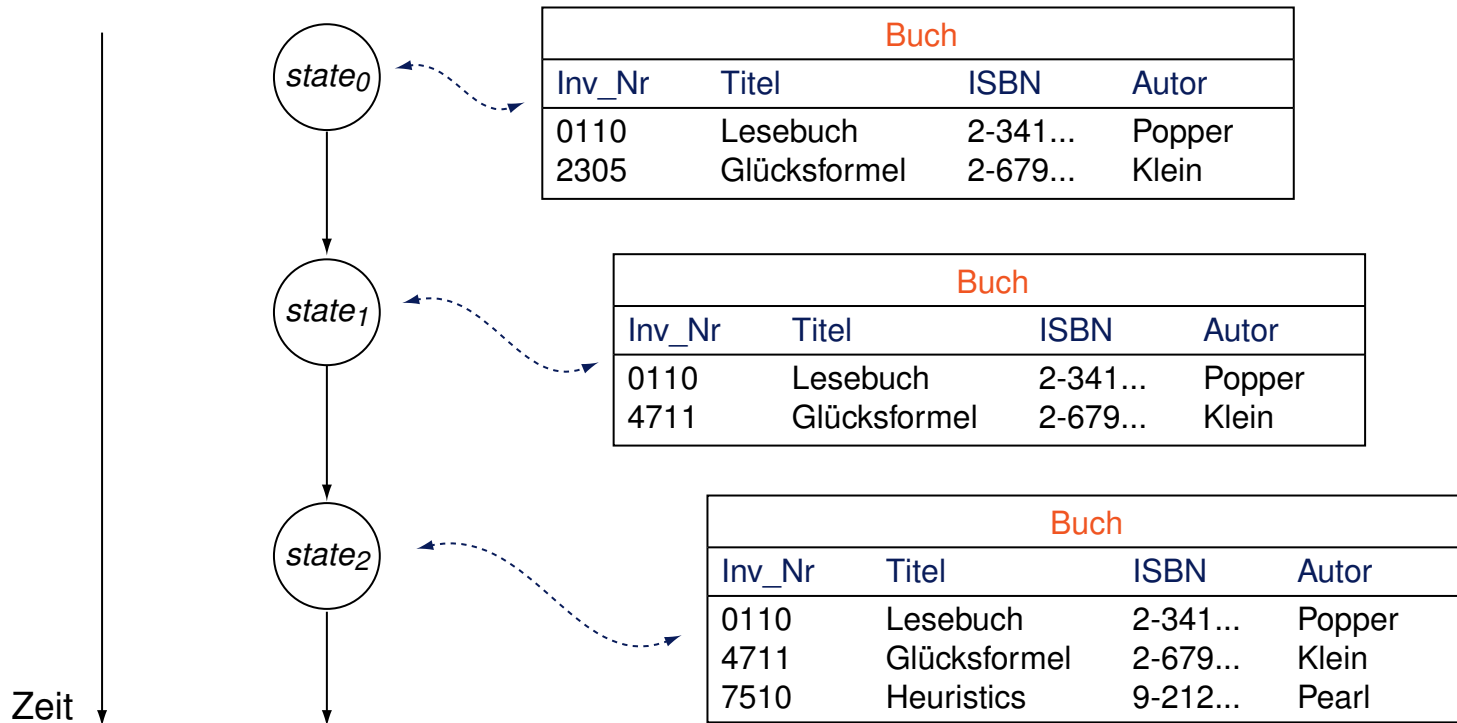 state0
Buch
Inv_Nr Titel ISBN Autor
0110 Lesebuch 2-341... Popper
2305 Glücksformel 2-679... Klein
state1
Buch
Inv_Nr Titel ISBN Autor
0110 Lesebuch 2-341... Popper
4711 Glücksformel 2-679... Klein
state2
Buch
Inv_Nr Titel ISBN Autor
0110 Lesebuch 2-341... Popper
4711 Glücksformel 2-679... Klein
7510 Heuristics 9-212... Pearl
Zeit